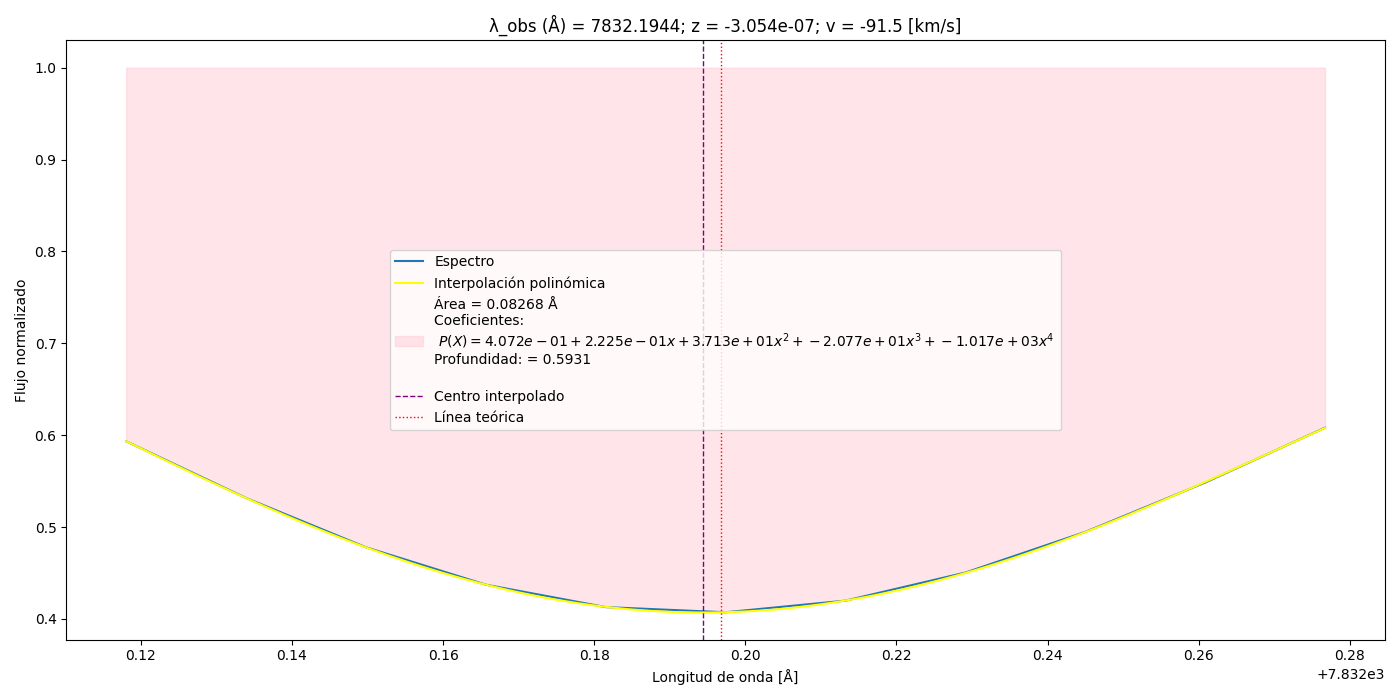 λ_obs (Å) = 7832.1944; z = -3.054e-07; v = -91.5 [km/s]
Flujo normalizado
1.0
0.9
0.8
0.7
0.6
0.5
0.4
Espectro
Interpolación polinómica
Área = 0.08268 Å
Coeficientes:
P(X) = 4.072e − 01 + 2.225e − 01x + 3.713e + 01x² + −2.077e + 01x³ + −1.017e + 03x⁴
Profundidad: = 0.5931
Centro interpolado
Línea teórica
0.12 0.14 0.16 0.18 0.20 0.22 0.24 0.26 0.28
+7.832e3
Longitud de onda [Å]